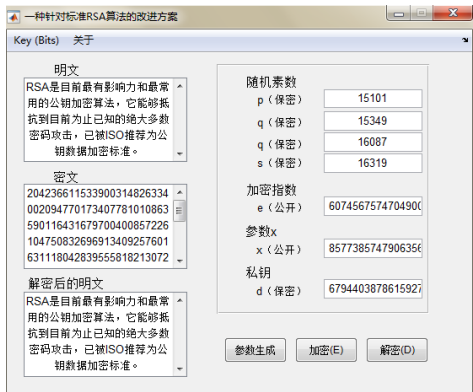 一种针对标准RSA算法的改进方案
Key (Bits) 关于
明文
RSA是目前最有影响力和最常
用的公钥加密算法，它能够抵
抗到目前为止已知的绝大多数
密码攻击，已被ISO推荐为公
钥数据加密标准。
密文
204236611533900314826334
002094770173407781010863
59011643167970040085722​6
10475083269691340925760​1
63111804283955581821307​2
解密后的明文
RSA是目前最有影响力和最常
用的公钥加密算法，它能够抵
抗到目前为止已知的绝大多数
密码攻击，已被ISO推荐为公
钥数据加密标准。
随机素数
p（保密） 15101
q（保密） 15349
q（保密） 16087
s（保密） 16319
加密指数
e（公开） 6074567574704900
参数x
x（公开） 8577385747906356
私钥
d（保密） 6794403878615927
参数生成 加密(E) 解密(D)